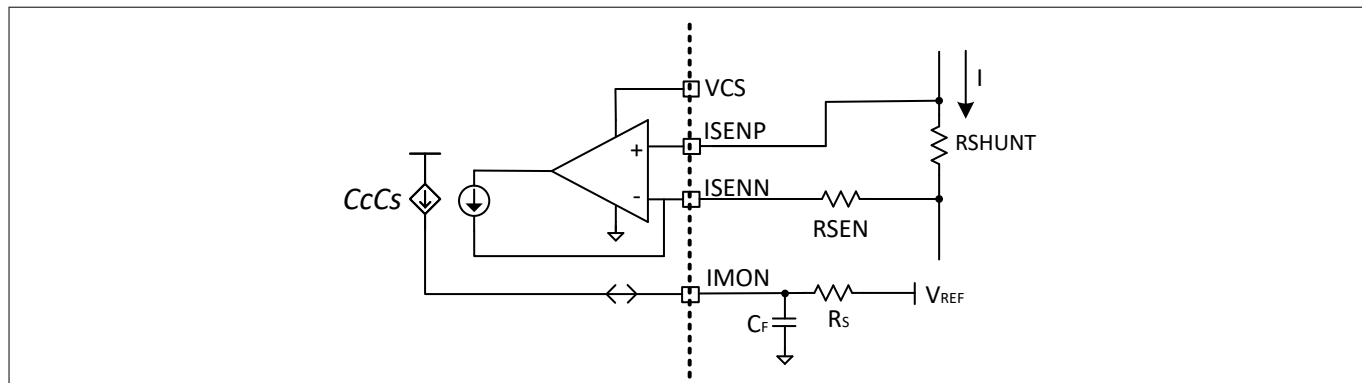 VCS
I
ISENP
RSHUNT
+
CcCs
ISENN
-
RSEN
IMON
VREF
CF
RS